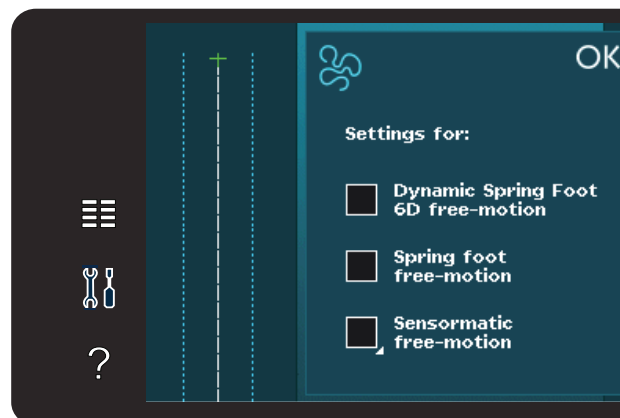 OK
Settings for:
Dynamic Spring Foot
6D free-motion
Spring foot
free-motion
Sensormatic
free-motion
?